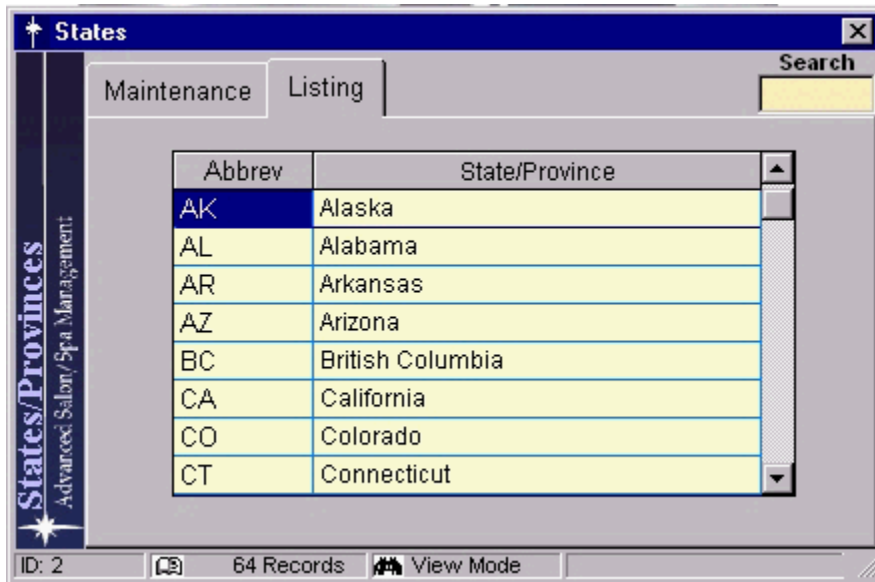 States
Search
Maintenance
Listing
Abbrev State/Province
AK Alaska
AL Alabama
AR Arkansas
AZ Arizona
BC British Columbia
CA California
CO Colorado
CT Connecticut
States/Provinces
Advanced Salon/Spa Management
ID: 2 64 Records View Mode